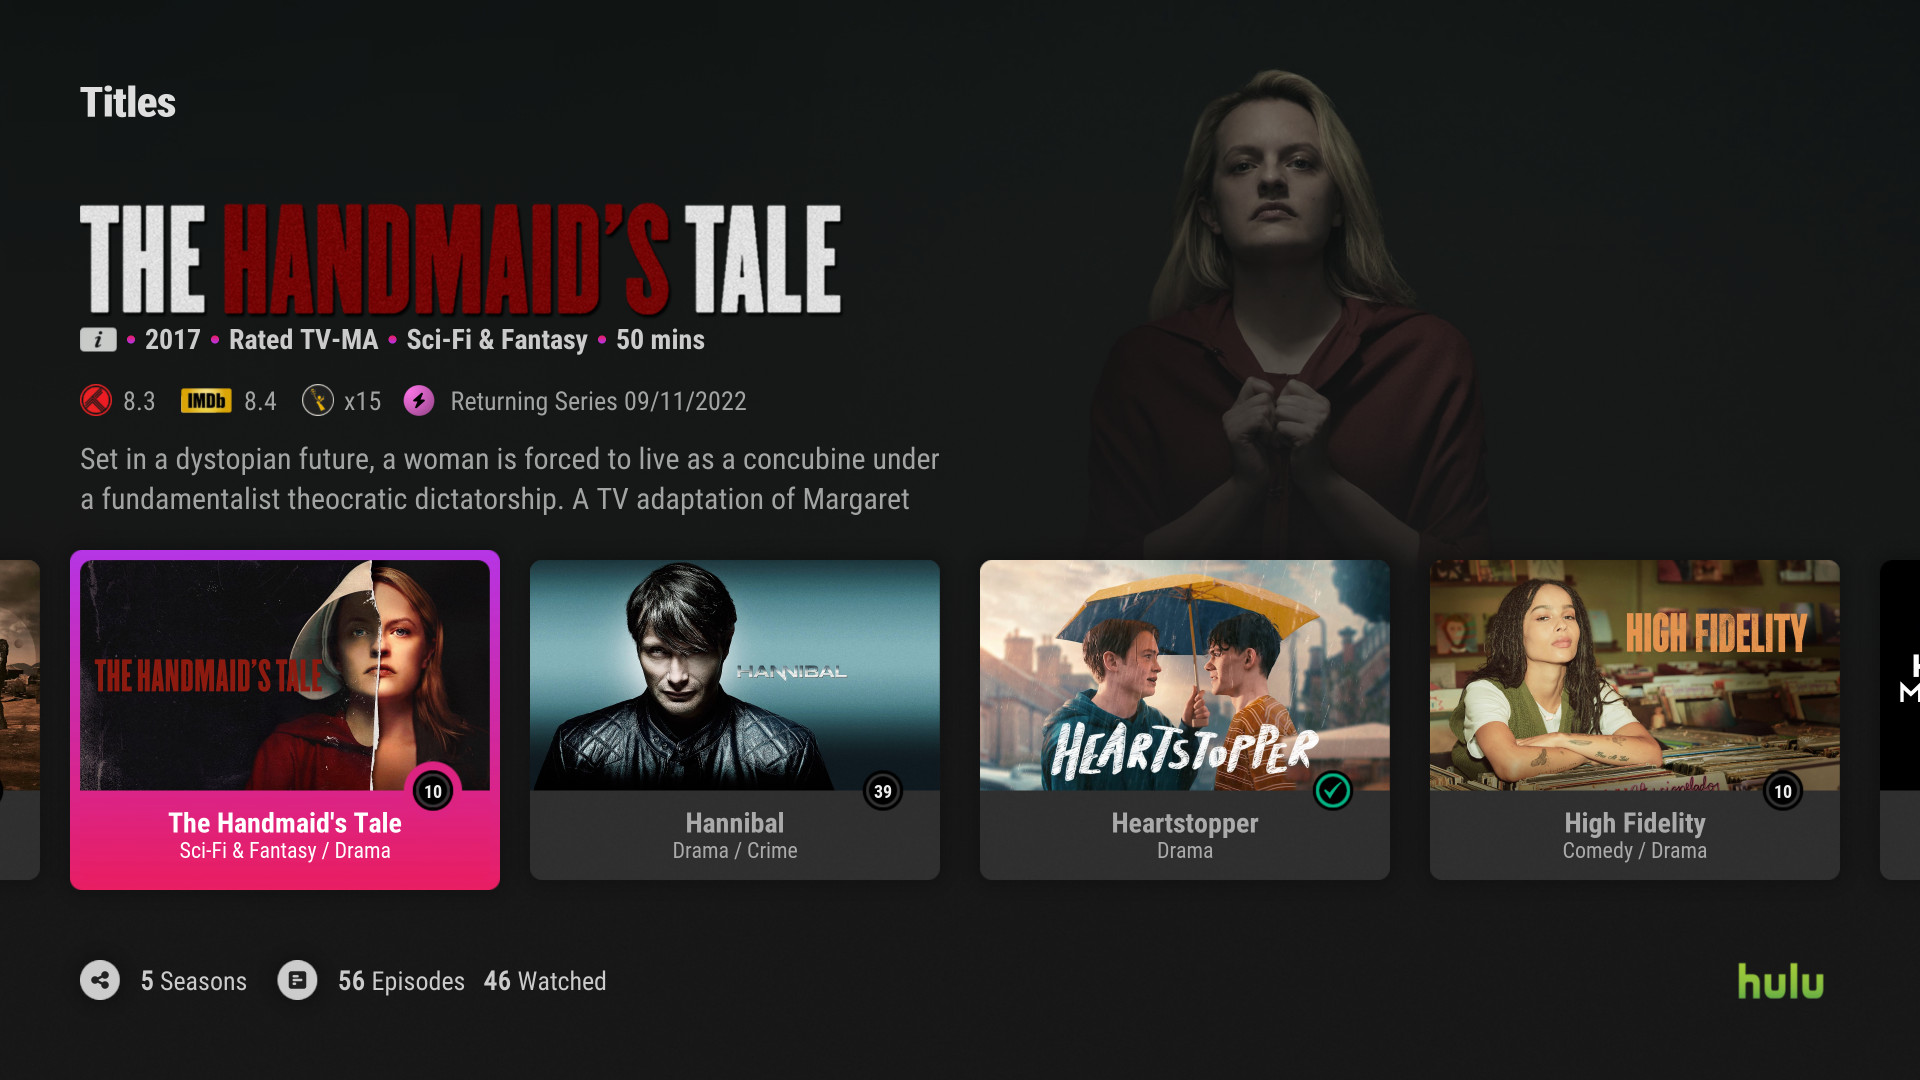 Titles
THE HANDMAID'S TALE
i • 2017 • Rated TV-MA • Sci-Fi & Fantasy • 50 mins
8.3 IMDb 8.4 x15 Returning Series 09/11/2022
Set in a dystopian future, a woman is forced to live as a concubine under
a fundamentalist theocratic dictatorship. A TV adaptation of Margaret
THE HANDMAID'S TALE
10
The Handmaid's Tale
Sci-Fi & Fantasy / Drama
HANNIBAL
39
Hannibal
Drama / Crime
HEARTSTOPPER
Heartstopper
Drama
HIGH FIDELITY
10
High Fidelity
Comedy / Drama
5 Seasons 56 Episodes 46 Watched
hulu